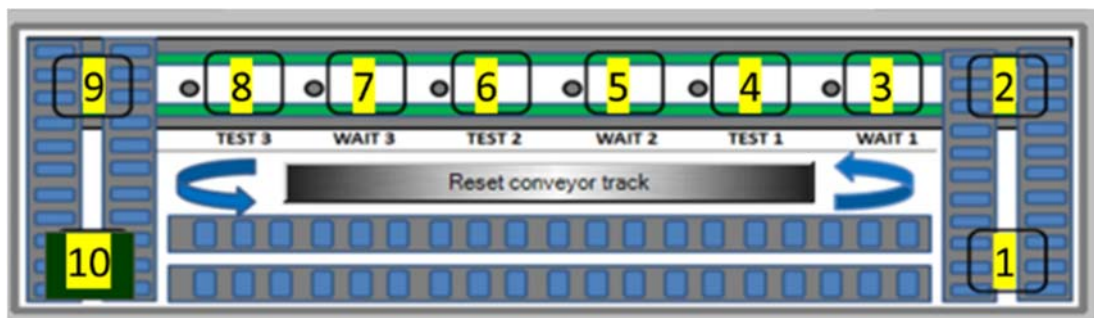 9 8 7 6 5 4 3 2
TEST 3 WAIT 3 TEST 2 WAIT 2 TEST 1 WAIT 1
Reset conveyor track
10 1